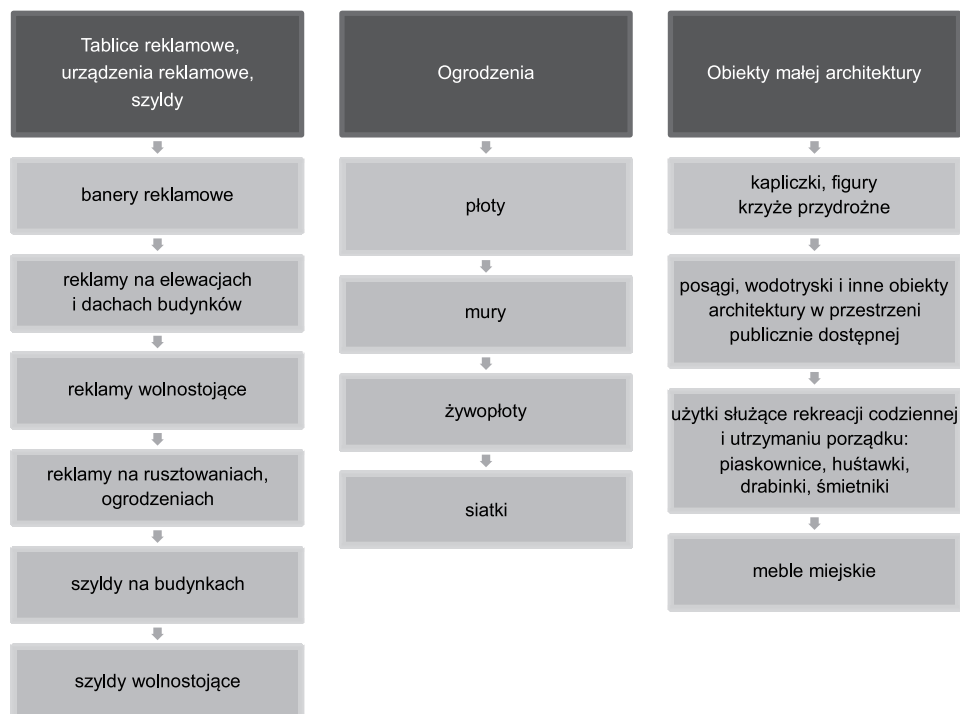 Tablice reklamowe,
urządzenia reklamowe,
szyldy
banery reklamowe
reklamy na elewacjach
i dachach budynków
reklamy wolnostojące
reklamy na rusztowaniach,
ogrodzeniach
szyldy na budynkach
szyldy wolnostojące
Ogrodzenia
płoty
mury
żywopłoty
siatki
Obiekty małej architektury
kapliczki, figury
krzyże przydrożne
posągi, wodotryski i inne obiekty
architektury w przestrzeni
publicznie dostępnej
użytki służące rekreacji codziennej
i utrzymaniu porządku:
piaskownice, huśtawki,
drabinki, śmietniki
meble miejskie